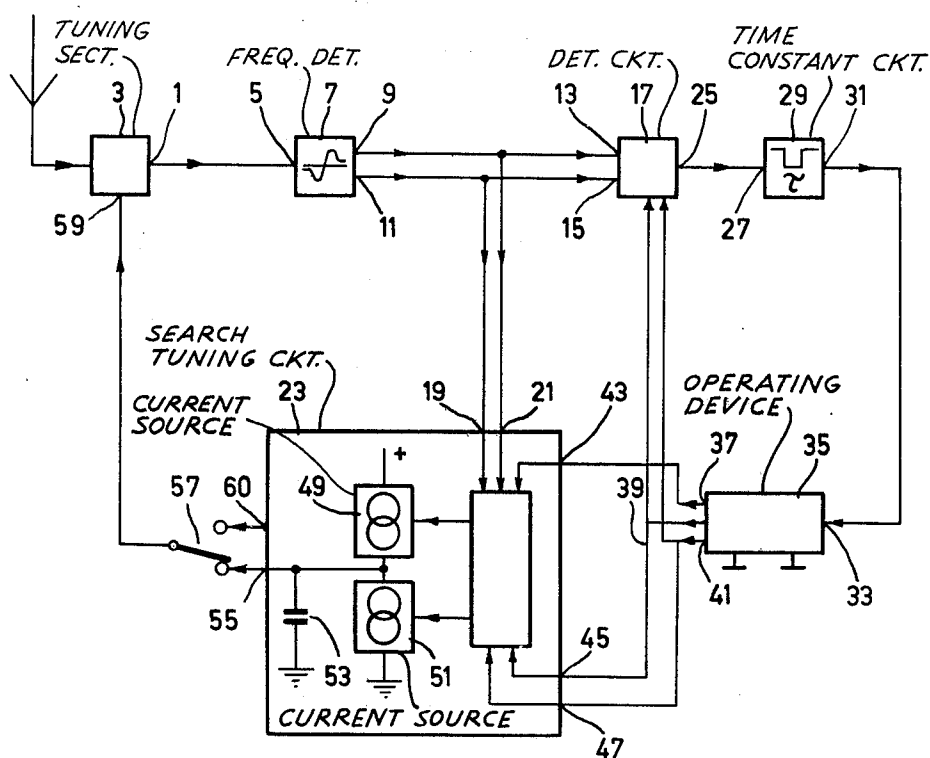 TUNING
SECT.
FREQ. DET.
DET. CKT.
TIME
CONSTANT CKT.
3
1
5
7
9
13
17
25
29
31
τ
59
11
15
27
SEARCH
TUNING CKT.
CURRENT
SOURCE
23
19
21
43
OPERATING
DEVICE
+
37
35
57
60
49
39
41
33
55
53
51
45
CURRENT SOURCE
47